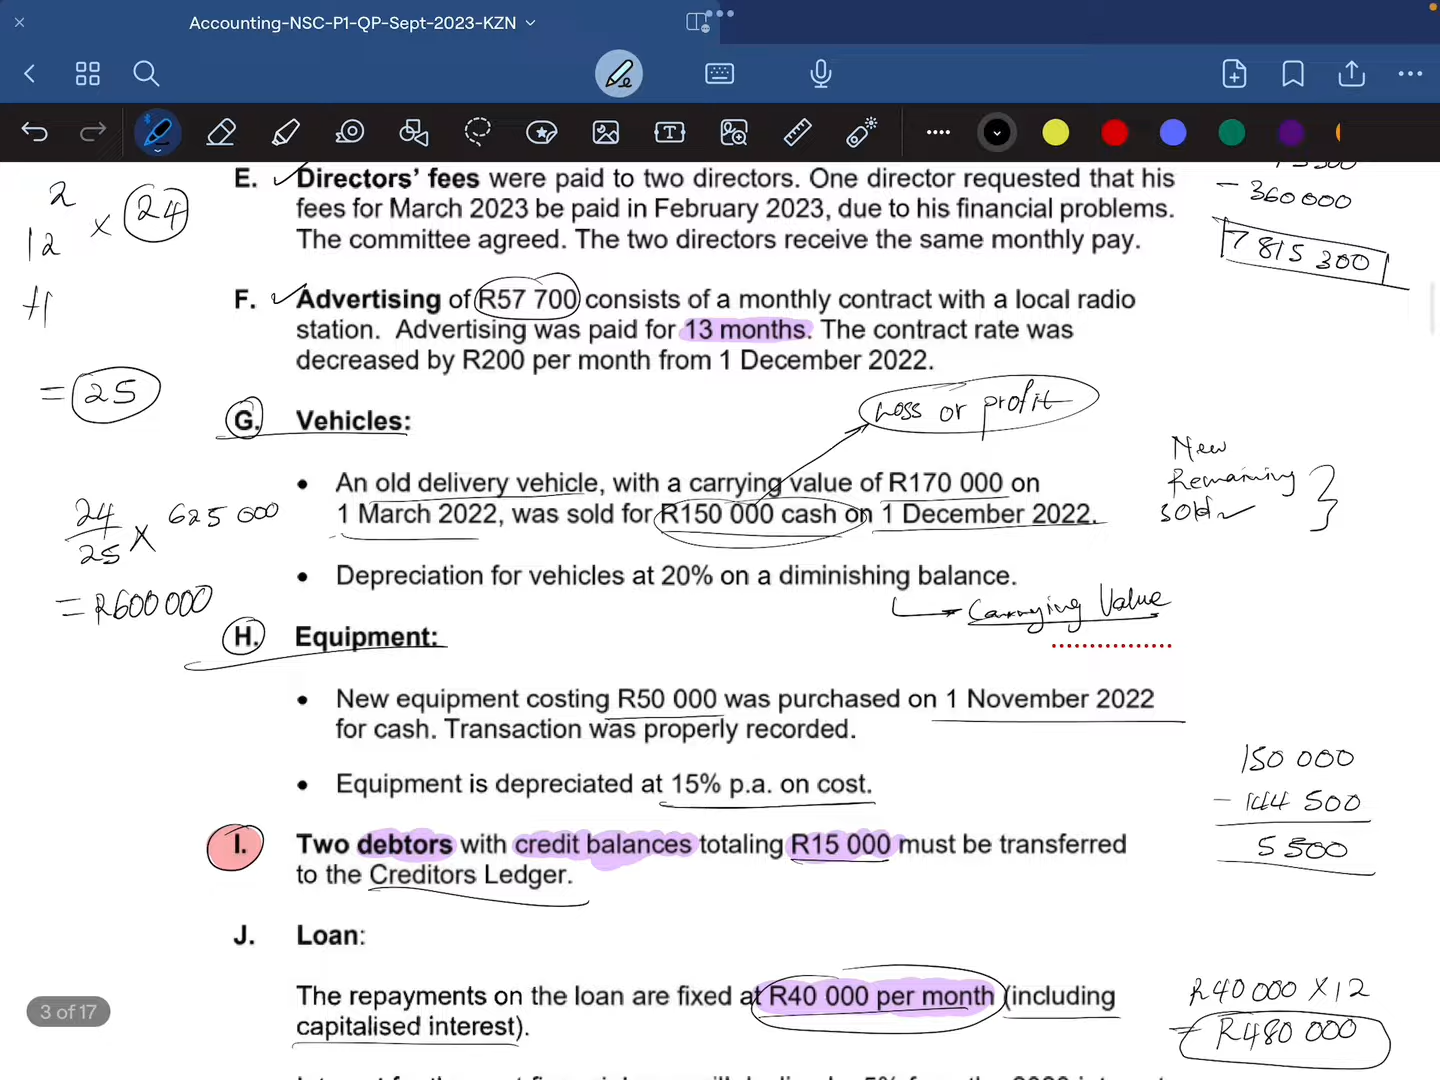 Accounting-NSC-P1-QP-Sept-2023-KZN
E. Directors' fees were paid to two directors. One director requested that his
fees for March 2023 be paid in February 2023, due to his financial problems.
The committee agreed. The two directors receive the same monthly pay.
- 360 000
7 815 300
2
12 × 24
+1
= 25
F. Advertising of R57 700 consists of a monthly contract with a local radio
station. Advertising was paid for 13 months. The contract rate was
decreased by R200 per month from 1 December 2022.
Loss or profit
G. Vehicles:
• An old delivery vehicle, with a carrying value of R170 000 on
1 March 2022, was sold for R150 000 cash on 1 December 2022.
New
Remaining
Sold
24
25 × 625 000
= R600 000
• Depreciation for vehicles at 20% on a diminishing balance.
Carrying Value
H. Equipment:
• New equipment costing R50 000 was purchased on 1 November 2022
for cash. Transaction was properly recorded.
• Equipment is depreciated at 15% p.a. on cost.
150 000
- 144 500
5 500
I. Two debtors with credit balances totaling R15 000 must be transferred
to the Creditors Ledger.
J. Loan:
The repayments on the loan are fixed at R40 000 per month (including
capitalised interest).
R40 000 × 12
= R480 000
3 of 17